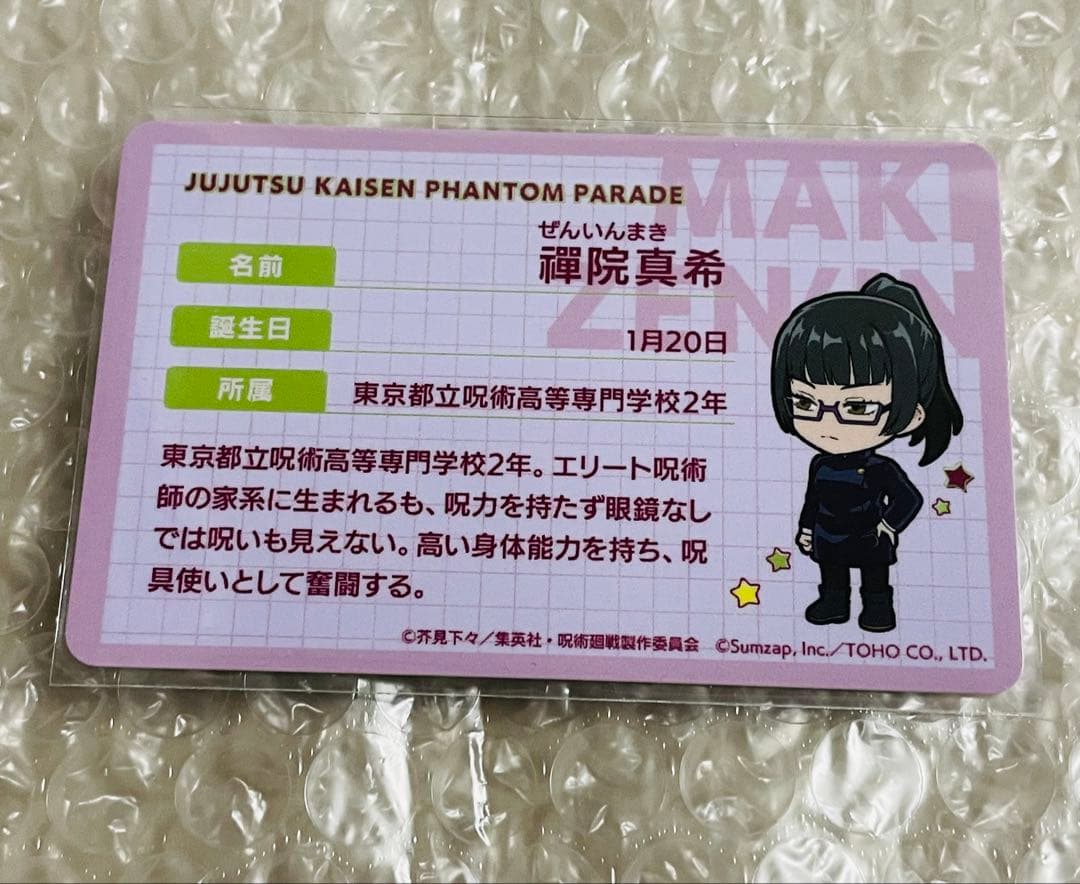 MAKI
ZEN'IN
JUJUTSU KAISEN PHANTOM PARADE
ぜんいんまき
名前 禪院真希
誕生日 1月20日
所属 東京都立呪術高等専門学校2年
東京都立呪術高等専門学校2年。エリート呪術
師の家系に生まれるも、呪力を持たず眼鏡なし
では呪いも見えない。高い身体能力を持ち、呪
具使いとして奮闘する。
©芥見下々／集英社・呪術廻戦製作委員会 ©Sumzap, Inc.／TOHO CO., LTD.